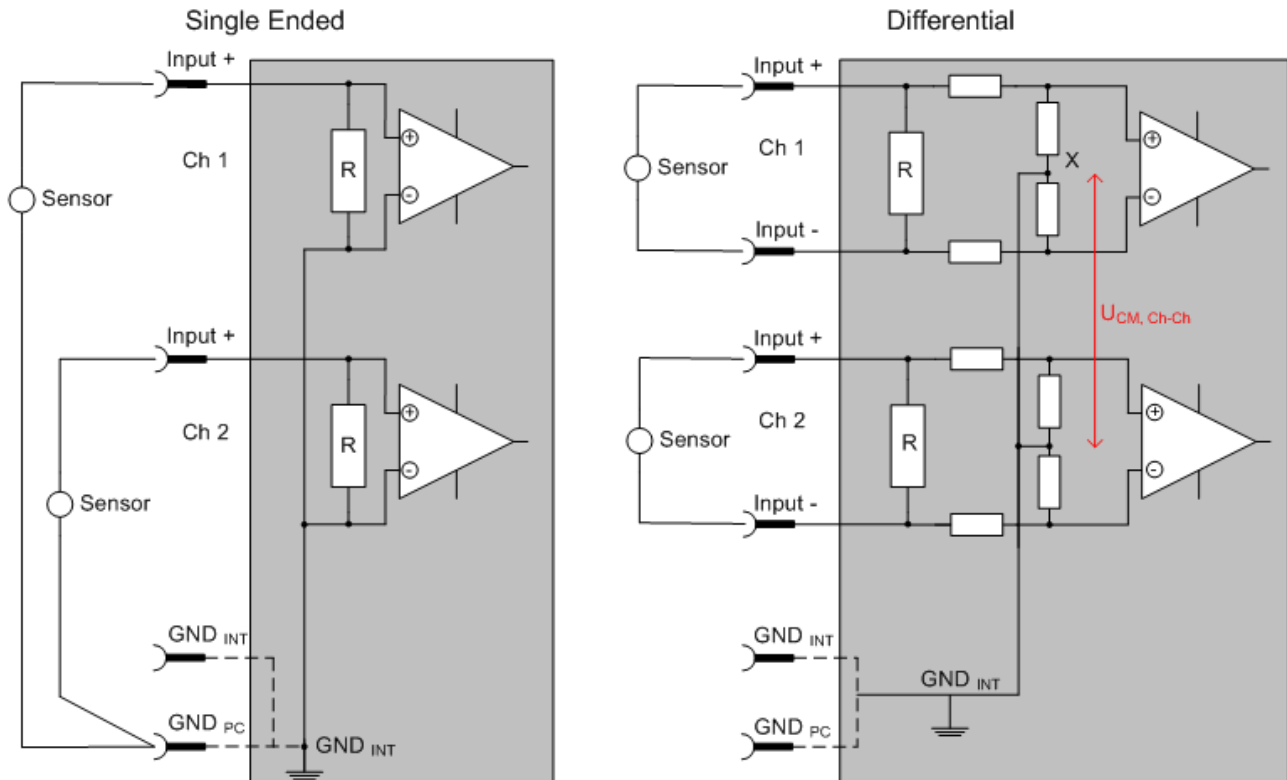 Single Ended
Input +
Ch 1
R
+
-
Sensor
Input +
Ch 2
R
+
-
Sensor
GND INT
GND PC
GND INT
Differential
Input +
Ch 1
Sensor
R
X
+
-
Input -
UCM, Ch-Ch
Input +
Ch 2
Sensor
R
+
-
Input -
GND INT
GND INT
GND PC